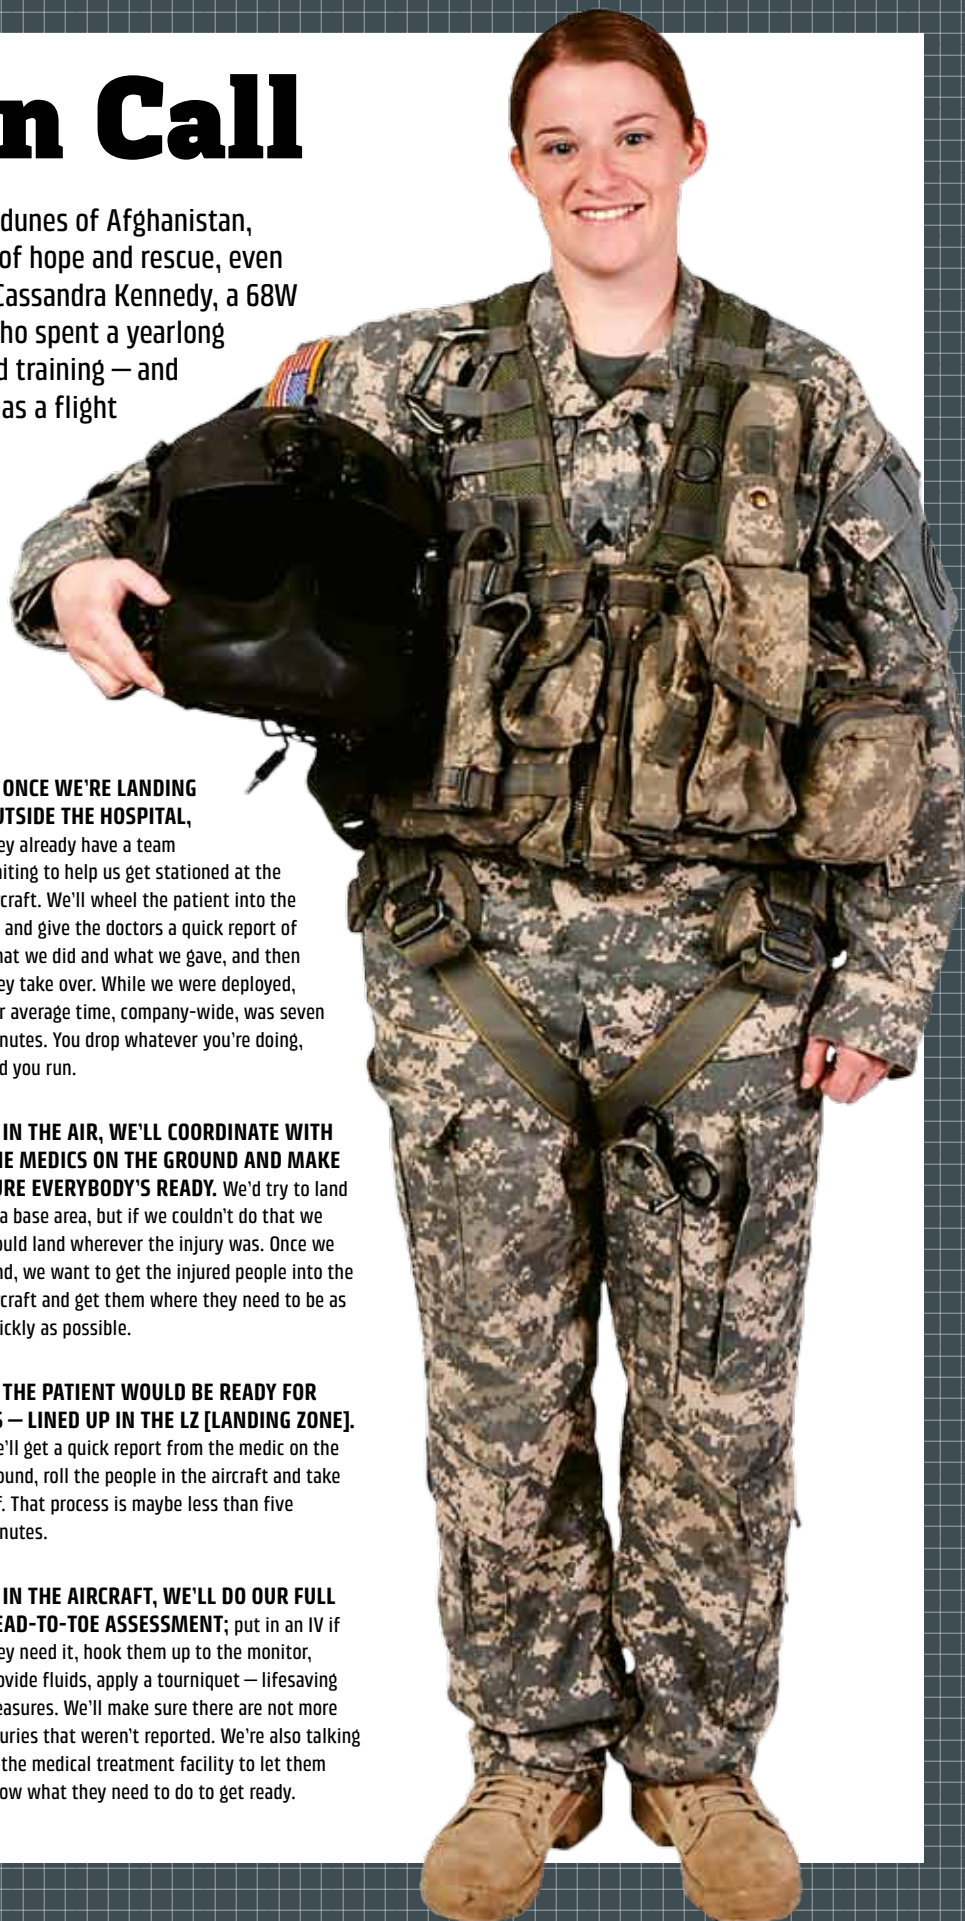 n Call
dunes of Afghanistan,
of hope and rescue, even
Cassandra Kennedy, a 68W
ho spent a yearlong
d training — and
as a flight
ONCE WE'RE LANDING
UTSIDE THE HOSPITAL,
ey already have a team
iting to help us get stationed at the
craft. We'll wheel the patient into the
and give the doctors a quick report of
hat we did and what we gave, and then
ey take over. While we were deployed,
r average time, company-wide, was seven
nutes. You drop whatever you're doing,
d you run.
IN THE AIR, WE'LL COORDINATE WITH
HE MEDICS ON THE GROUND AND MAKE
URE EVERYBODY'S READY. We'd try to land
a base area, but if we couldn't do that we
ould land wherever the injury was. Once we
nd, we want to get the injured people into the
rcraft and get them where they need to be as
ickly as possible.
THE PATIENT WOULD BE READY FOR
S — LINED UP IN THE LZ [LANDING ZONE].
e'll get a quick report from the medic on the
ound, roll the people in the aircraft and take
f. That process is maybe less than five
nutes.
IN THE AIRCRAFT, WE'LL DO OUR FULL
EAD-TO-TOE ASSESSMENT; put in an IV if
ey need it, hook them up to the monitor,
ovide fluids, apply a tourniquet — lifesaving
easures. We'll make sure there are not more
uries that weren't reported. We're also talking
the medical treatment facility to let them
ow what they need to do to get ready.